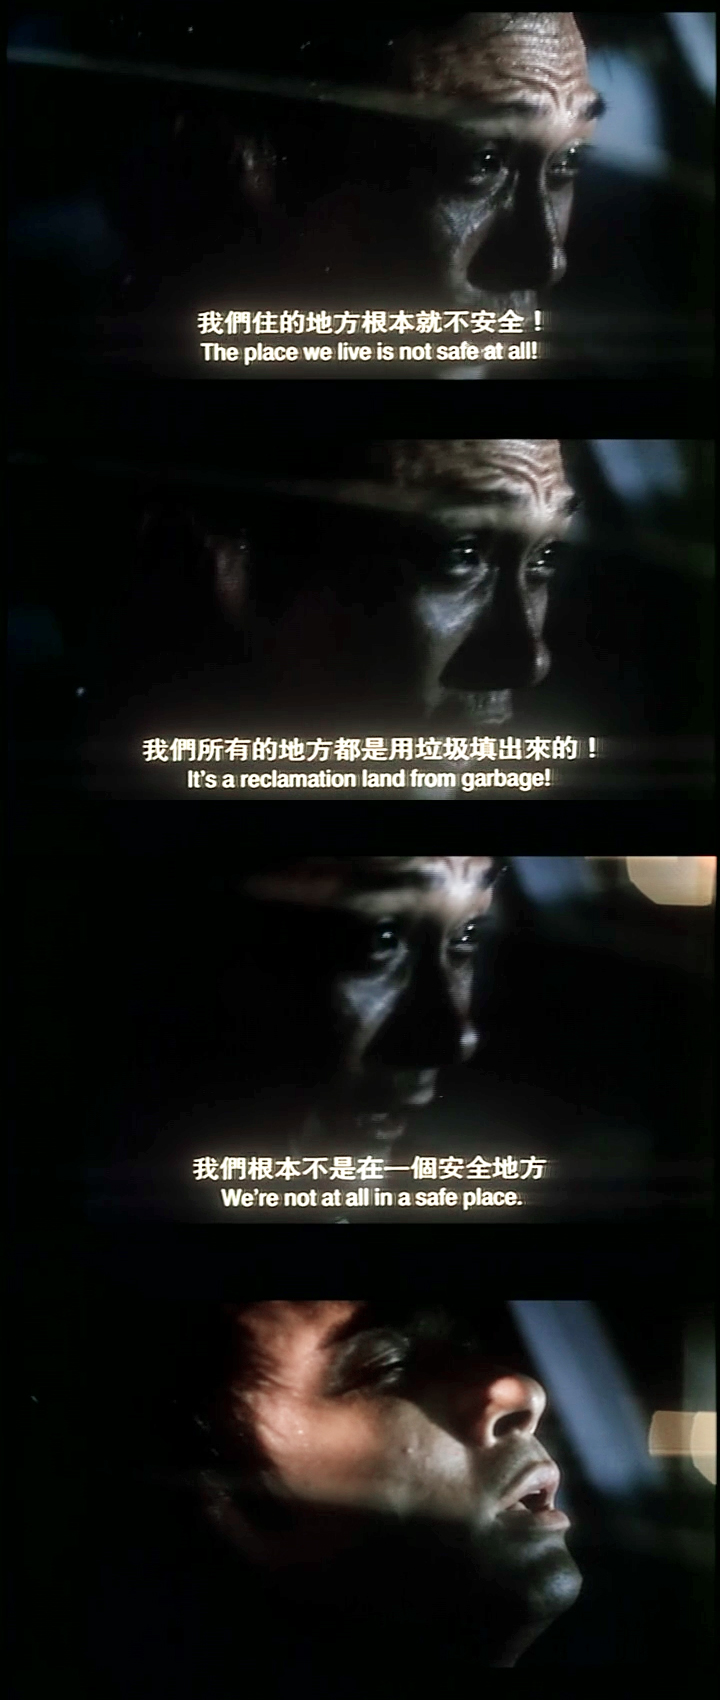 我們住的地方根本就不安全！
The place we live is not safe at all!
我們所有的地方都是用垃圾填出來的！
It's a reclamation land from garbage!
我們根本不是在一個安全地方
We're not at all in a safe place.